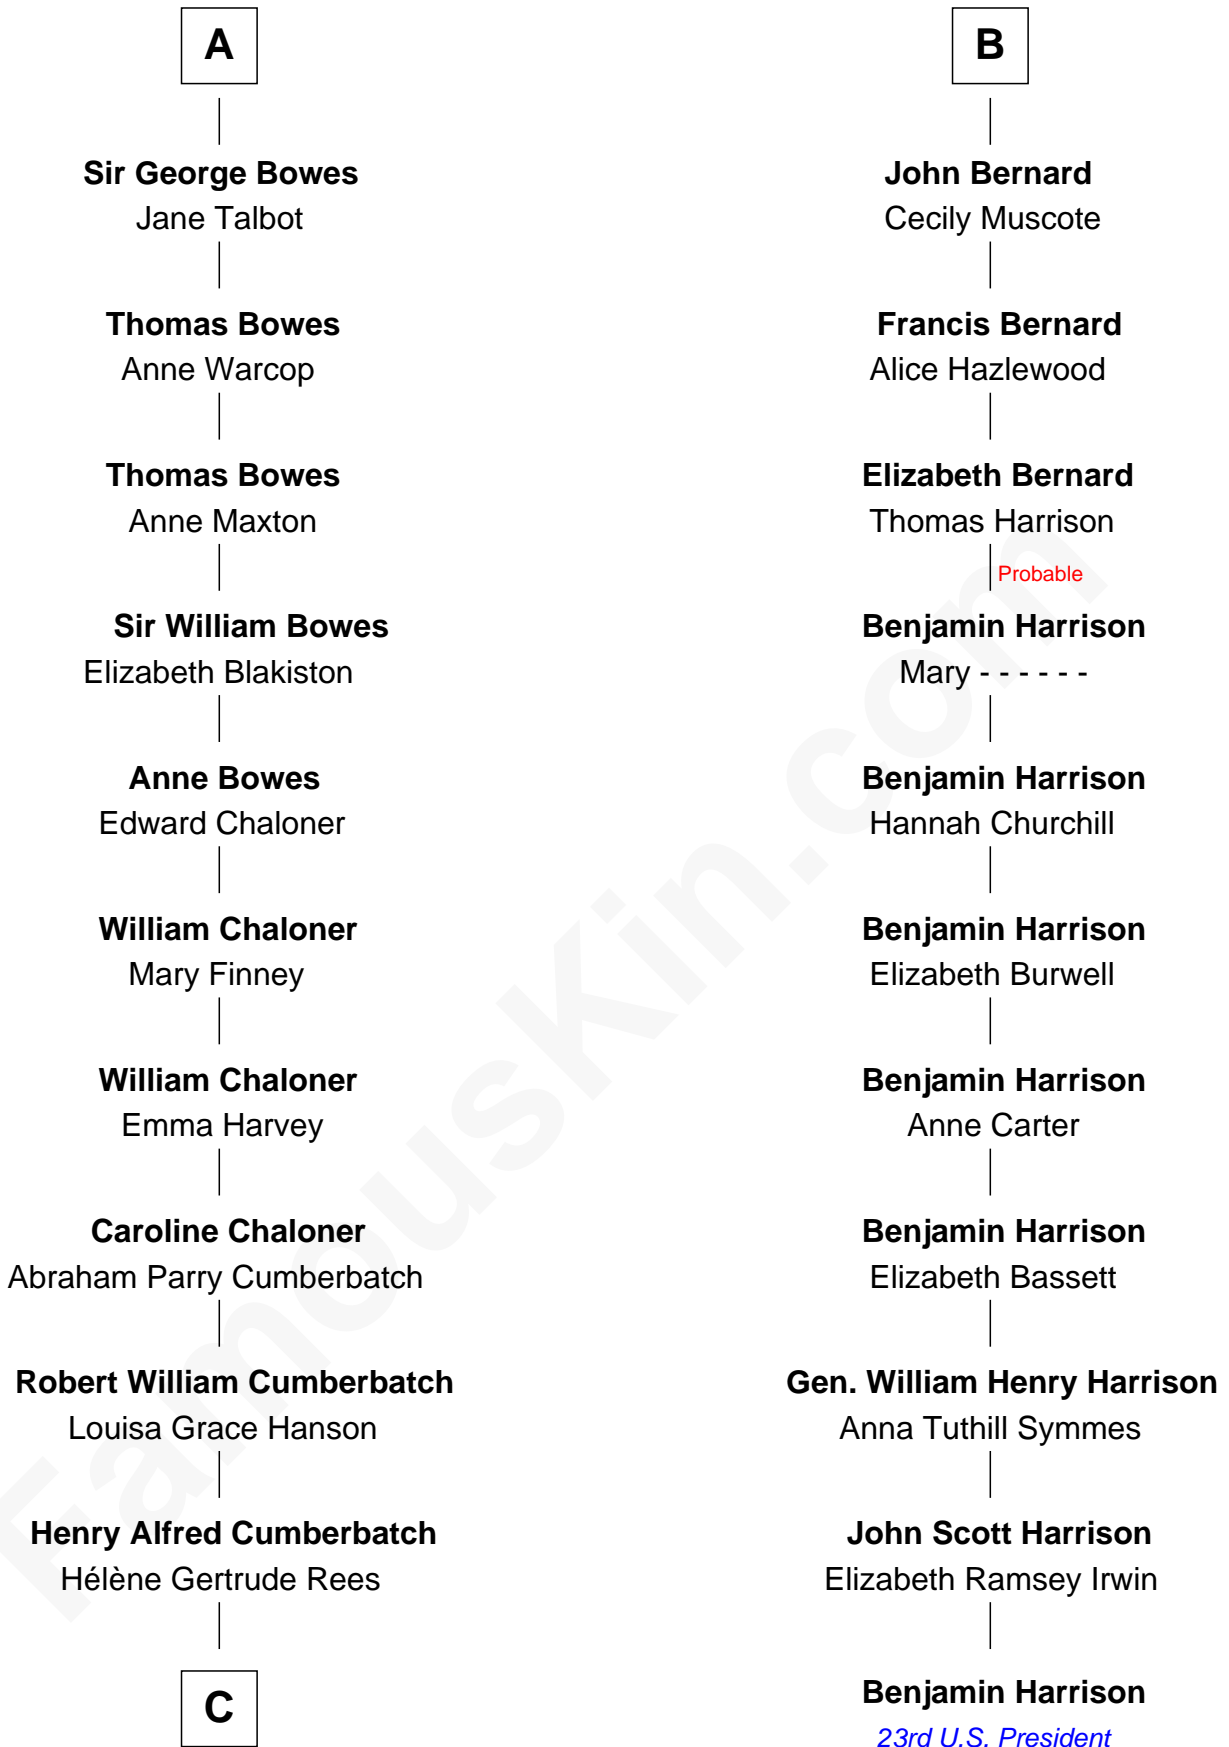 A
Sir George Bowes
Jane Talbot
Thomas Bowes
Anne Warcop
Thomas Bowes
Anne Maxton
Sir William Bowes
Elizabeth Blakiston
Anne Bowes
Edward Chaloner
William Chaloner
Mary Finney
William Chaloner
Emma Harvey
Caroline Chaloner
Abraham Parry Cumberbatch
Robert William Cumberbatch
Louisa Grace Hanson
Henry Alfred Cumberbatch
Hélène Gertrude Rees
C
B
John Bernard
Cecily Muscote
Francis Bernard
Alice Hazlewood
Elizabeth Bernard
Thomas Harrison
Probable
Benjamin Harrison
Mary - - - - - -
Benjamin Harrison
Hannah Churchill
Benjamin Harrison
Elizabeth Burwell
Benjamin Harrison
Anne Carter
Benjamin Harrison
Elizabeth Bassett
Gen. William Henry Harrison
Anna Tuthill Symmes
John Scott Harrison
Elizabeth Ramsey Irwin
Benjamin Harrison
23rd U.S. President
FamousKin.com